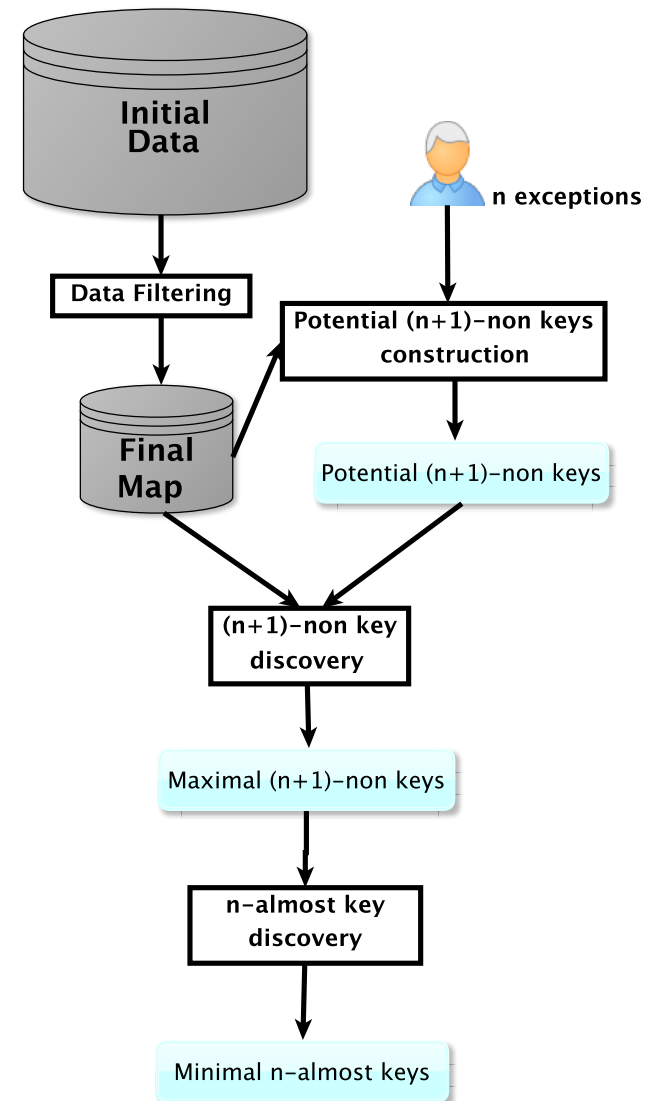 Initial
Data
n exceptions
Data Filtering
Potential (n+1)-non keys
construction
Final
Map
Potential (n+1)-non keys
(n+1)-non key
discovery
Maximal (n+1)-non keys
n-almost key
discovery
Minimal n-almost keys